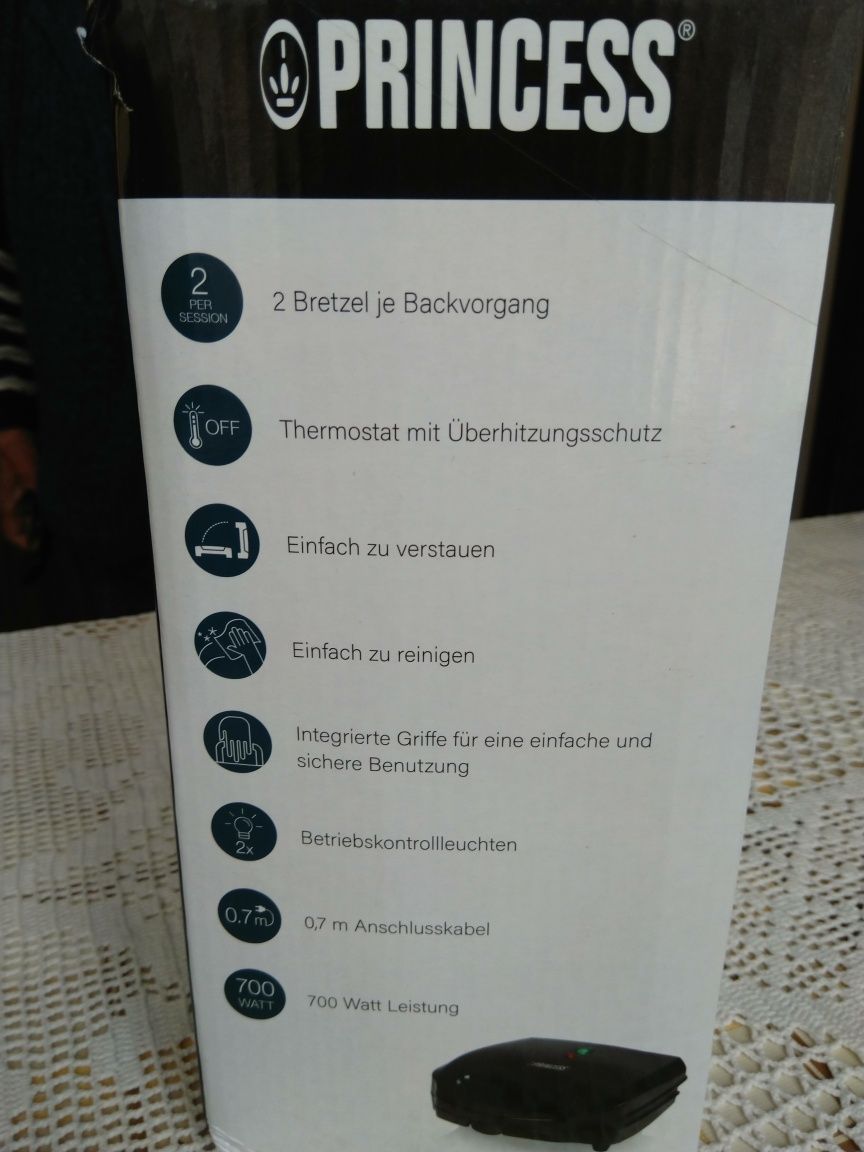 PRINCESS®
2
PER
SESSION
2 Bretzel je Backvorgang
OFF
Thermostat mit Überhitzungsschutz
Einfach zu verstauen
Einfach zu reinigen
Integrierte Griffe für eine einfache und
sichere Benutzung
2x
Betriebskontrollleuchten
0.7m
0,7 m Anschlusskabel
700
WATT
700 Watt Leistung
PRINCESS